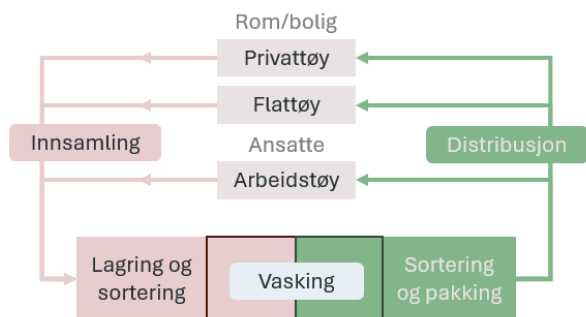 Rom/bolig
Privattøy
Flattøy
Innsamling
Ansatte
Distribusjon
Arbeidstøy
Lagring og
sortering
Vasking
Sortering
og pakking